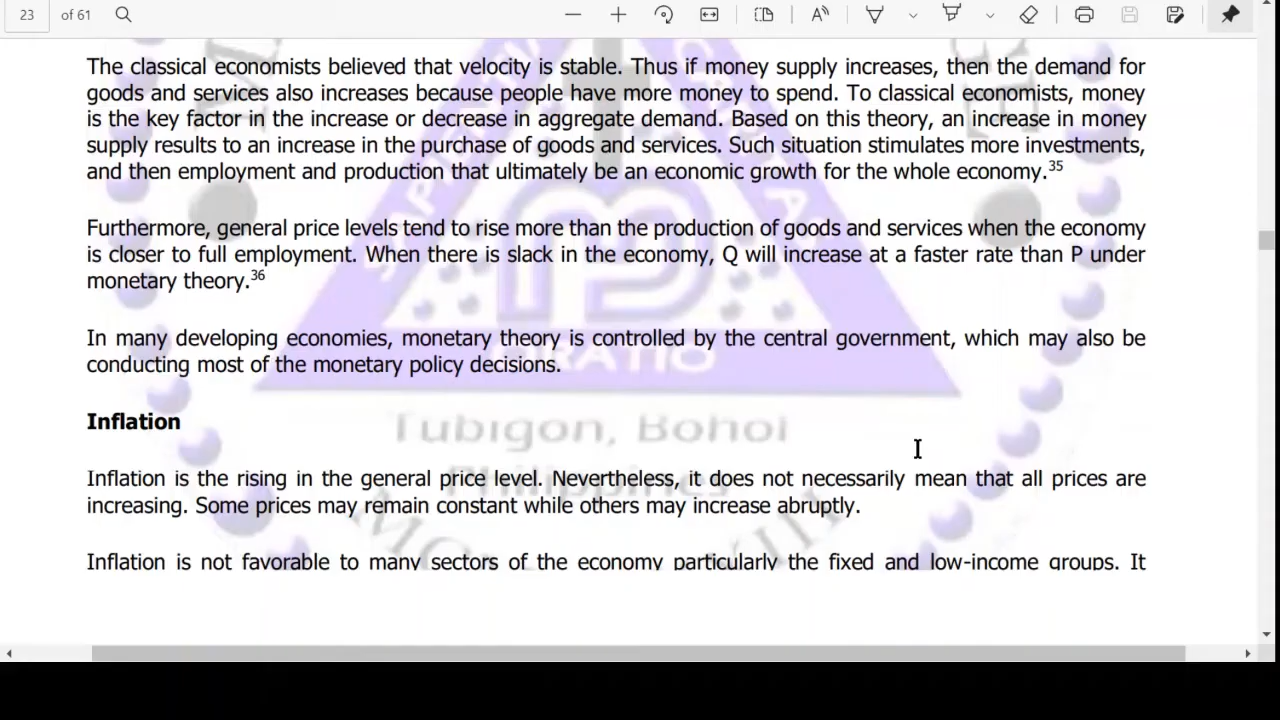 23 of 61
The classical economists believed that velocity is stable. Thus if money supply increases, then the demand for
goods and services also increases because people have more money to spend. To classical economists, money
is the key factor in the increase or decrease in aggregate demand. Based on this theory, an increase in money
supply results to an increase in the purchase of goods and services. Such situation stimulates more investments,
and then employment and production that ultimately be an economic growth for the whole economy.35
Furthermore, general price levels tend to rise more than the production of goods and services when the economy
is closer to full employment. When there is slack in the economy, Q will increase at a faster rate than P under
monetary theory.36
In many developing economies, monetary theory is controlled by the central government, which may also be
conducting most of the monetary policy decisions.
ORATIO
Inflation
Tubigon, Bohol
Philippines
Inflation is the rising in the general price level. Nevertheless, it does not necessarily mean that all prices are
increasing. Some prices may remain constant while others may increase abruptly.
Inflation is not favorable to many sectors of the economy particularly the fixed and low-income groups. It